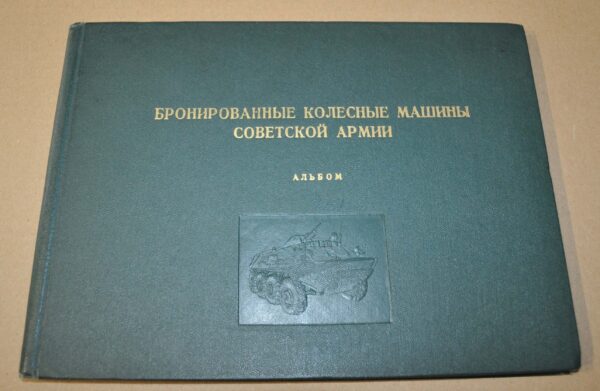 БРОНИРОВАННЫЕ КОЛЕСНЫЕ МАШИНЫ
СОВЕТСКОЙ АРМИИ
АЛЬБОМ